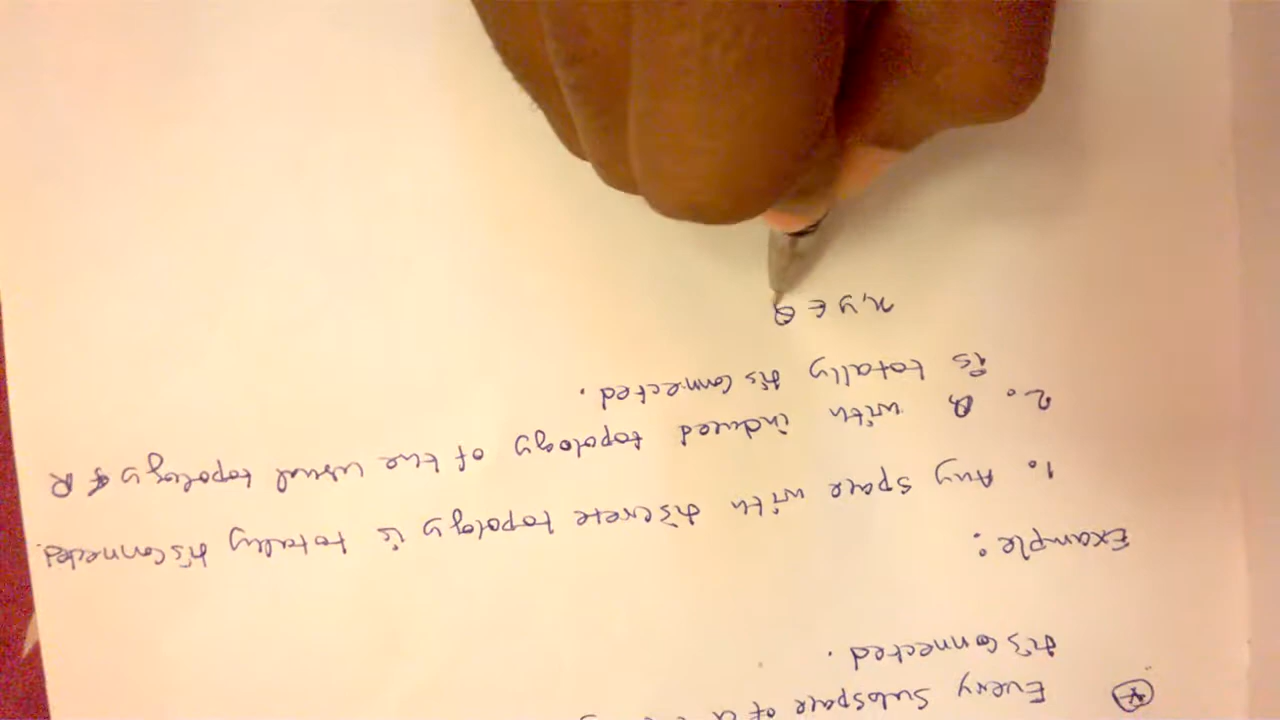 Every Subspace of a
disconnected.
Example:
1. Any space with discrete topology is totally disconnected.
2. Q with induced topology of the usual topology of R
is totally disconnected.
x, y ∈ Q